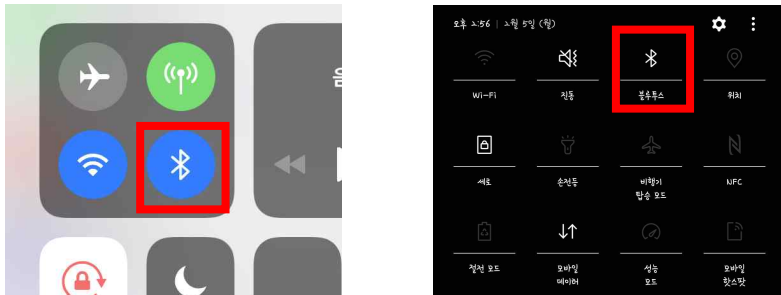 음
오후 2:56 | 2월 5일 (월)
Wi-Fi 진동 블루투스 위치
세로 손전등 비행기 탑승 모드 NFC
절전 모드 모바일 데이터 성능 모드 모바일 핫스팟